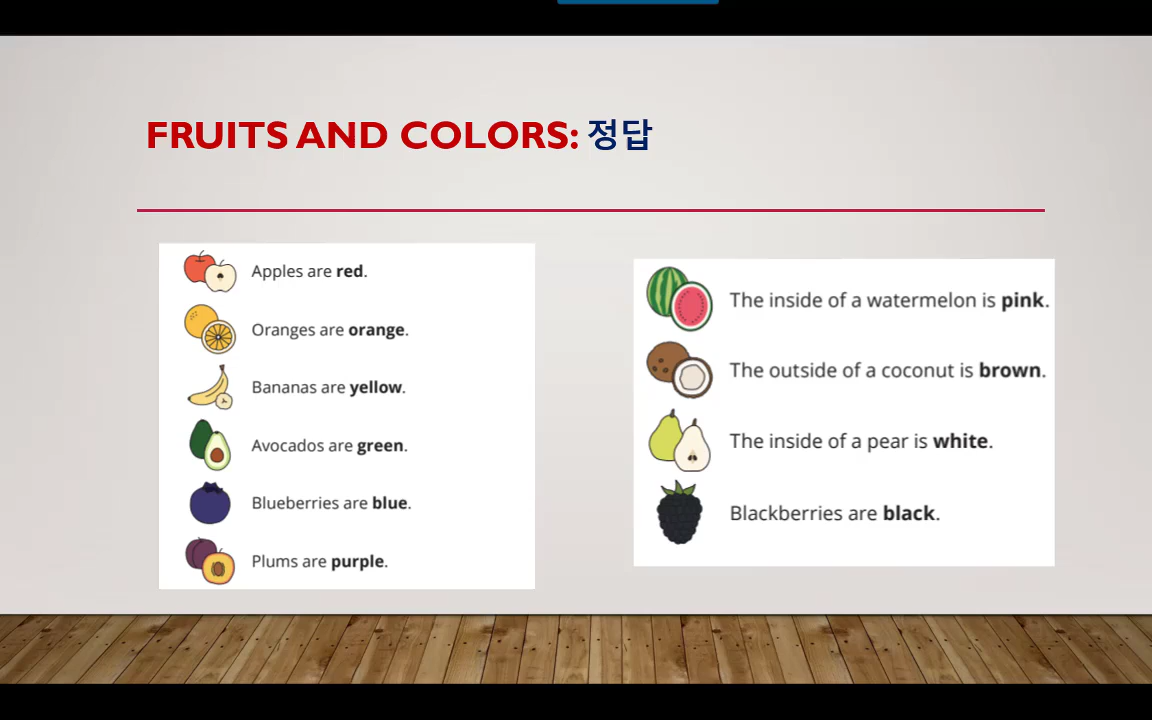 FRUITS AND COLORS: 정답
Apples are red.
Oranges are orange.
Bananas are yellow.
Avocados are green.
Blueberries are blue.
Plums are purple.
The inside of a watermelon is pink.
The outside of a coconut is brown.
The inside of a pear is white.
Blackberries are black.